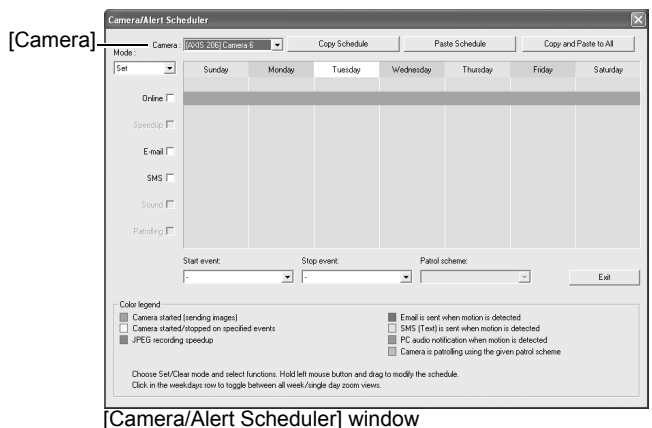 Camera/Alert Scheduler
[Camera]
Camera : [AXIS 206] Camera 6 Copy Schedule Paste Schedule Copy and Paste to All
Mode :
Set Sunday Monday Tuesday Wednesday Thursday Friday Saturday
Online
Speedup
E-mail
SMS
Sound
Patrolling
Start event: Stop event: Patrol scheme:
- - Exit
Color legend
Camera started (sending images) Email is sent when motion is detected
Camera started/stopped on specified events SMS (Text) is sent when motion is detected
JPEG recording speedup PC audio notification when motion is detected
Camera is patrolling using the given patrol scheme
Choose Set/Clear mode and select functions. Hold left mouse button and drag to modify the schedule.
Click in the weekdays row to toggle between all week/single day zoom views.
[Camera/Alert Scheduler] window